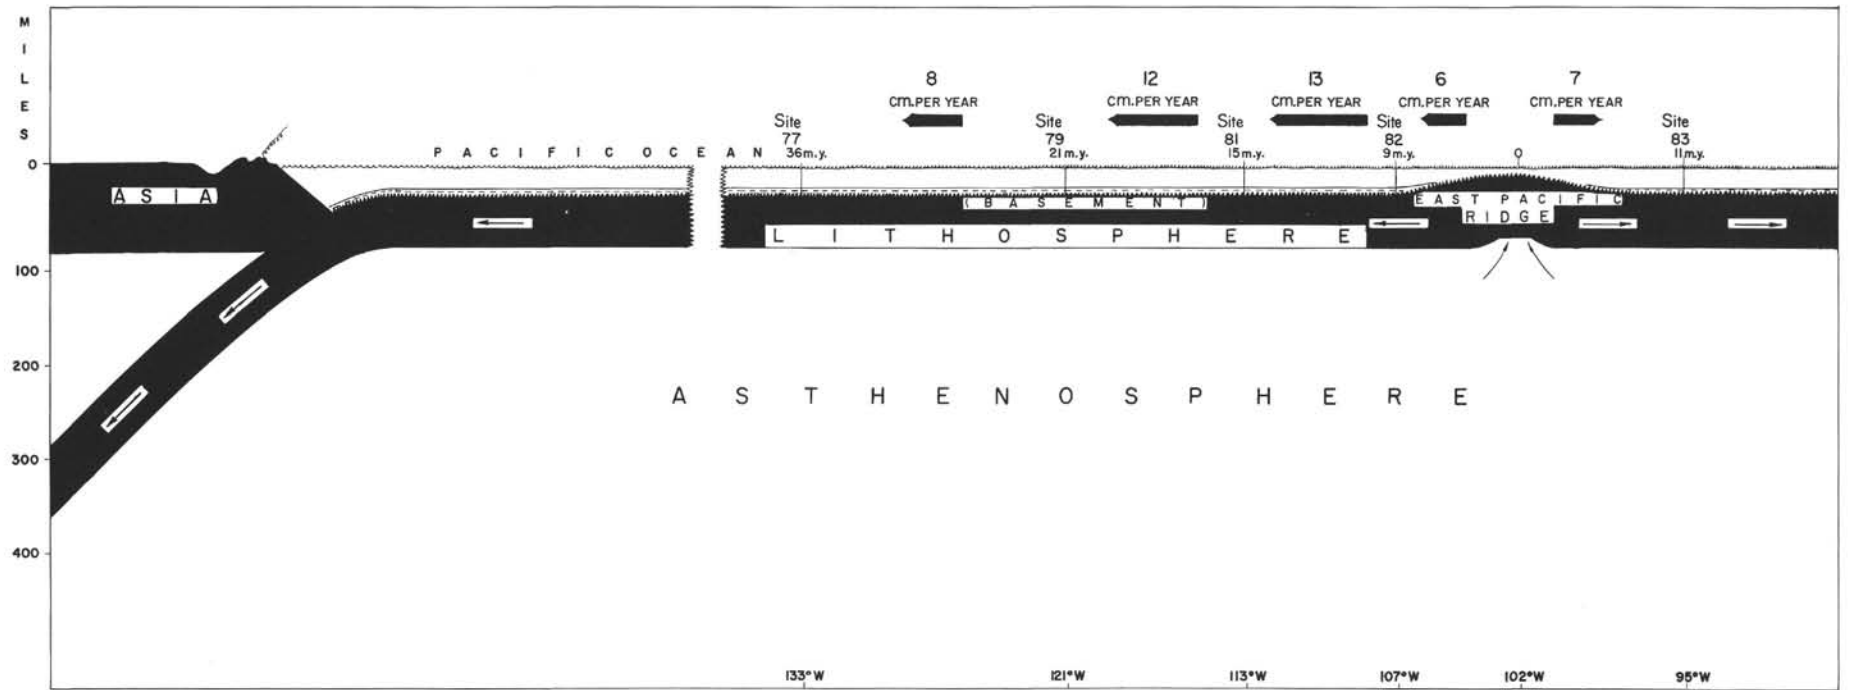 MILES
8
12
13
6
7
CM.PER YEAR
CM.PER YEAR
CM.PER YEAR
CM.PER YEAR
CM.PER YEAR
Site
77
36m.y.
Site
79
21m.y.
Site
81
15m.y.
Site
82
9m.y.
0
Site
83
11m.y.
PACIFIC OCEAN
0
100
200
300
400
ASIA
(BASEMENT)
EAST PACIFIC
RIDGE
LITHOSPHERE
ASTHENOSPHERE
133°W
121°W
113°W
107°W
102°W
95°W